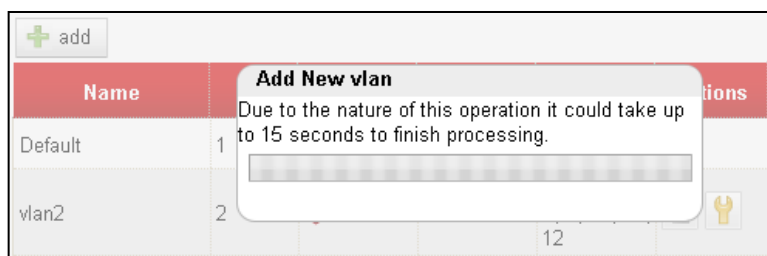 add
Add New vlan
Name
tions
Due to the nature of this operation it could take up
to 15 seconds to finish processing.
Default 1
vlan2 2
12